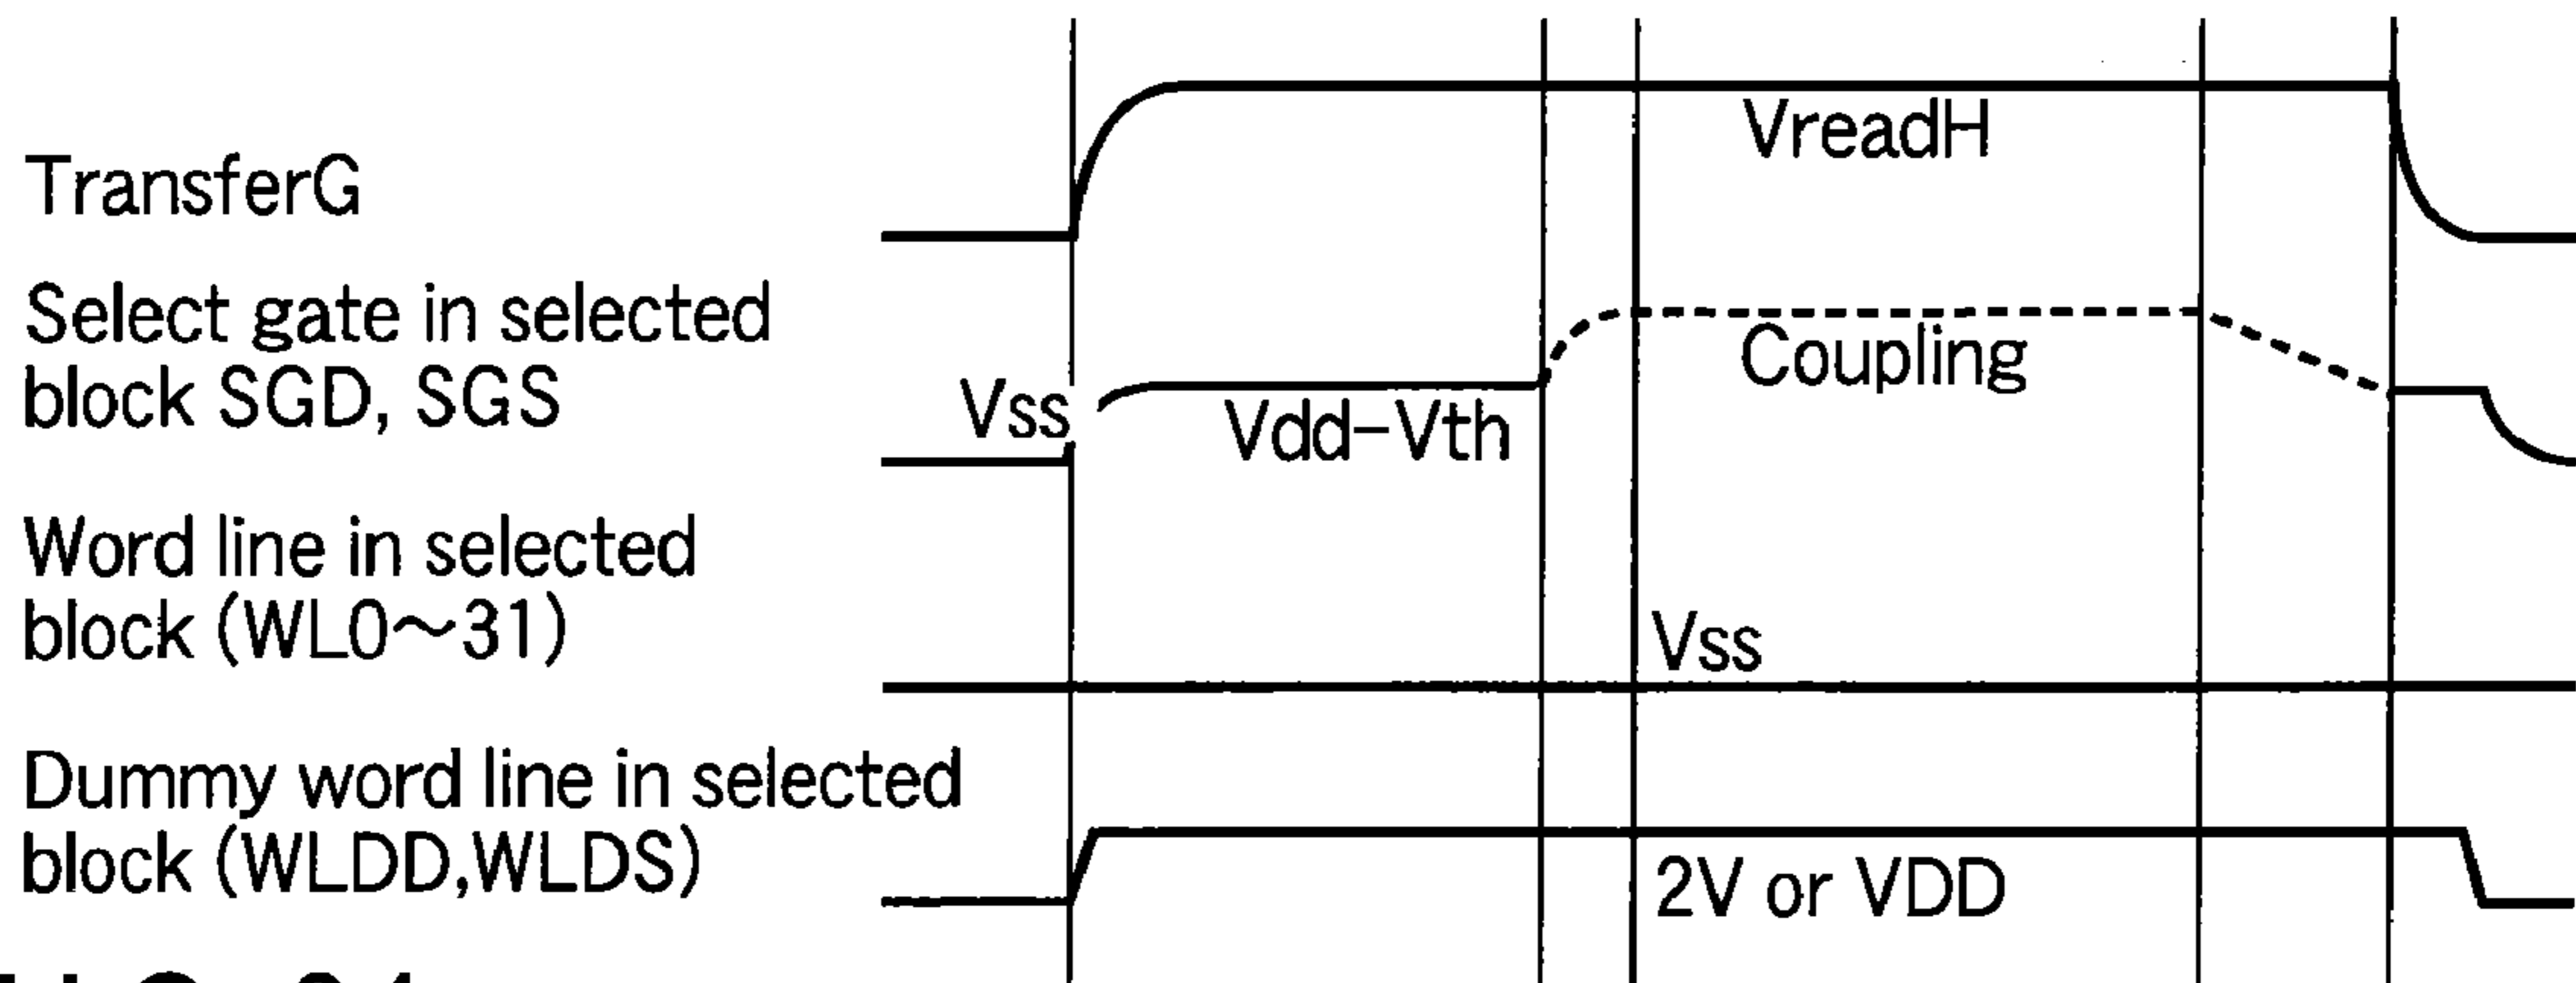 TransferG
VreadH
Select gate in selected
block SGD, SGS
Vss
Vdd-Vth
Coupling
Word line in selected
block (WL0～31)
Vss
Dummy word line in selected
block (WLDD,WLDS)
2V or VDD